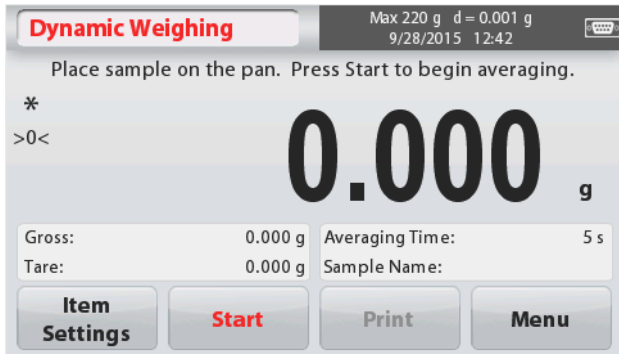 Dynamic Weighing
Max 220 g d = 0.001 g
9/28/2015 12:42
Place sample on the pan. Press Start to begin averaging.
*
>0<
0.000 g
Gross: 0.000 g
Tare: 0.000 g
Averaging Time: 5 s
Sample Name:
Item
Settings
Start
Print
Menu